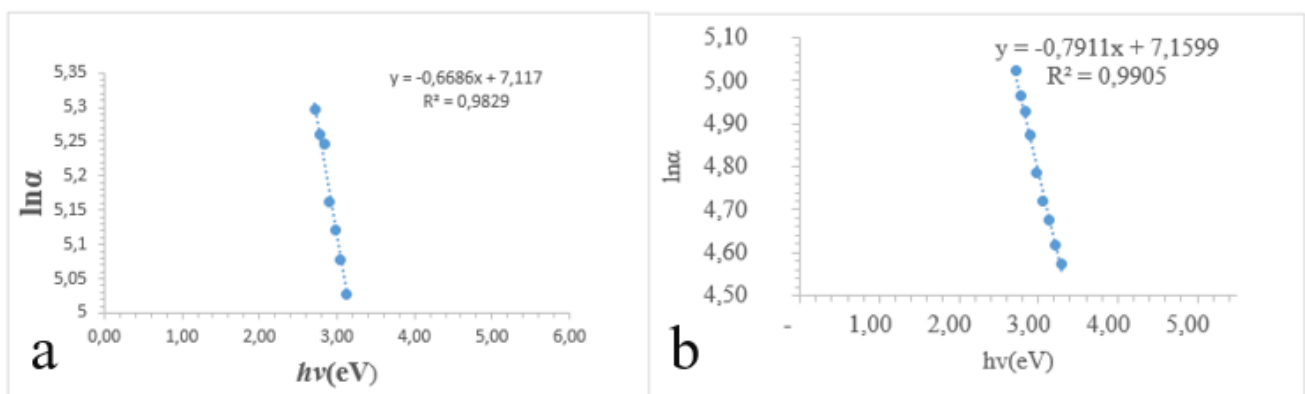 y = -0,6686x + 7,117
R² = 0,9829
5,35
5,3
5,25
5,2
5,15
5,1
5,05
5
lnα
0,00 1,00 2,00 3,00 4,00 5,00 6,00
hν(eV)
a
y = -0,7911x + 7,1599
R² = 0,9905
5,10
5,00
4,90
4,80
4,70
4,60
4,50
lnα
- 1,00 2,00 3,00 4,00 5,00
hv(eV)
b